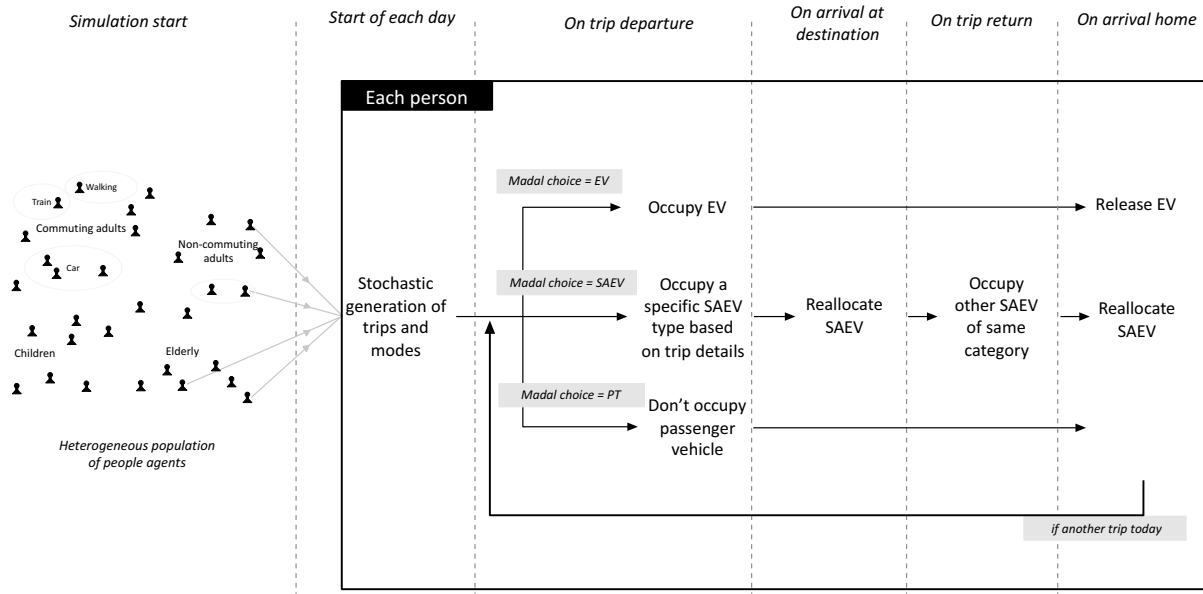 Simulation start
Start of each day
On trip departure
On arrival at
destination
On trip return
On arrival home
Each person
Walking
Train
Commuting adults
Car
Non-commuting
adults
Children
Elderly
Heterogeneous population
of people agents
Stochastic
generation of
trips and
modes
Madal choice = EV
Occupy EV
Release EV
Madal choice = SAEV
Occupy a
specific SAEV
type based
on trip details
Reallocate
SAEV
Occupy
other SAEV
of same
category
Reallocate
SAEV
Madal choice = PT
Don’t occupy
passenger
vehicle
if another trip today